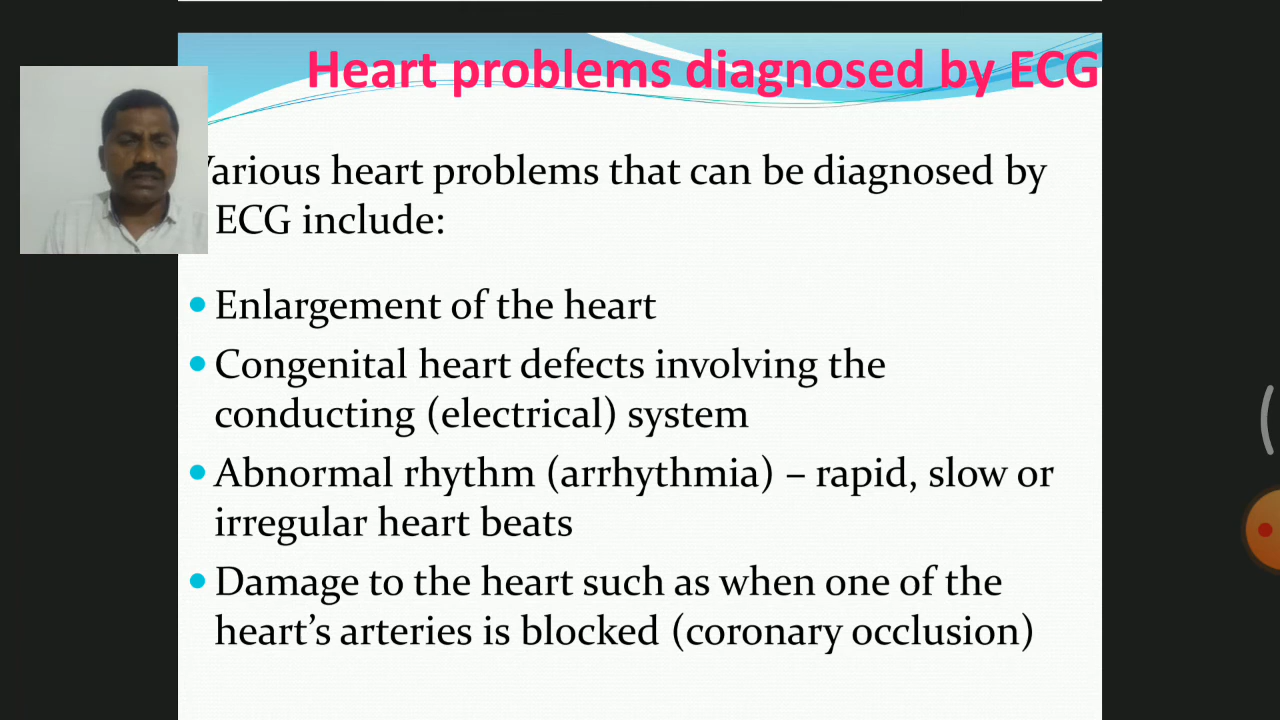 Heart problems diagnosed by ECG
Various heart problems that can be diagnosed by
ECG include:
• Enlargement of the heart
• Congenital heart defects involving the
conducting (electrical) system
• Abnormal rhythm (arrhythmia) – rapid, slow or
irregular heart beats
• Damage to the heart such as when one of the
heart’s arteries is blocked (coronary occlusion)